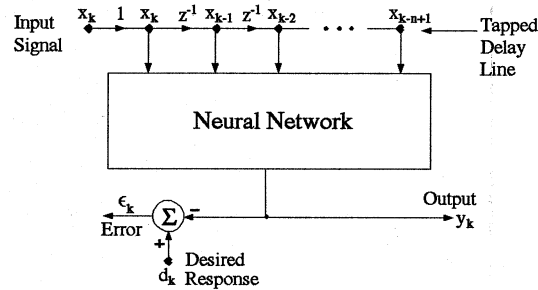 x_k 1 x_k z^-1 x_k-1 z^-1 x_k-2 • • • x_k-n+1
Input
Signal
Tapped
Delay
Line
Neural Network
ϵ_k
Error
Σ
−
+
Output
y_k
d_k
Desired
Response